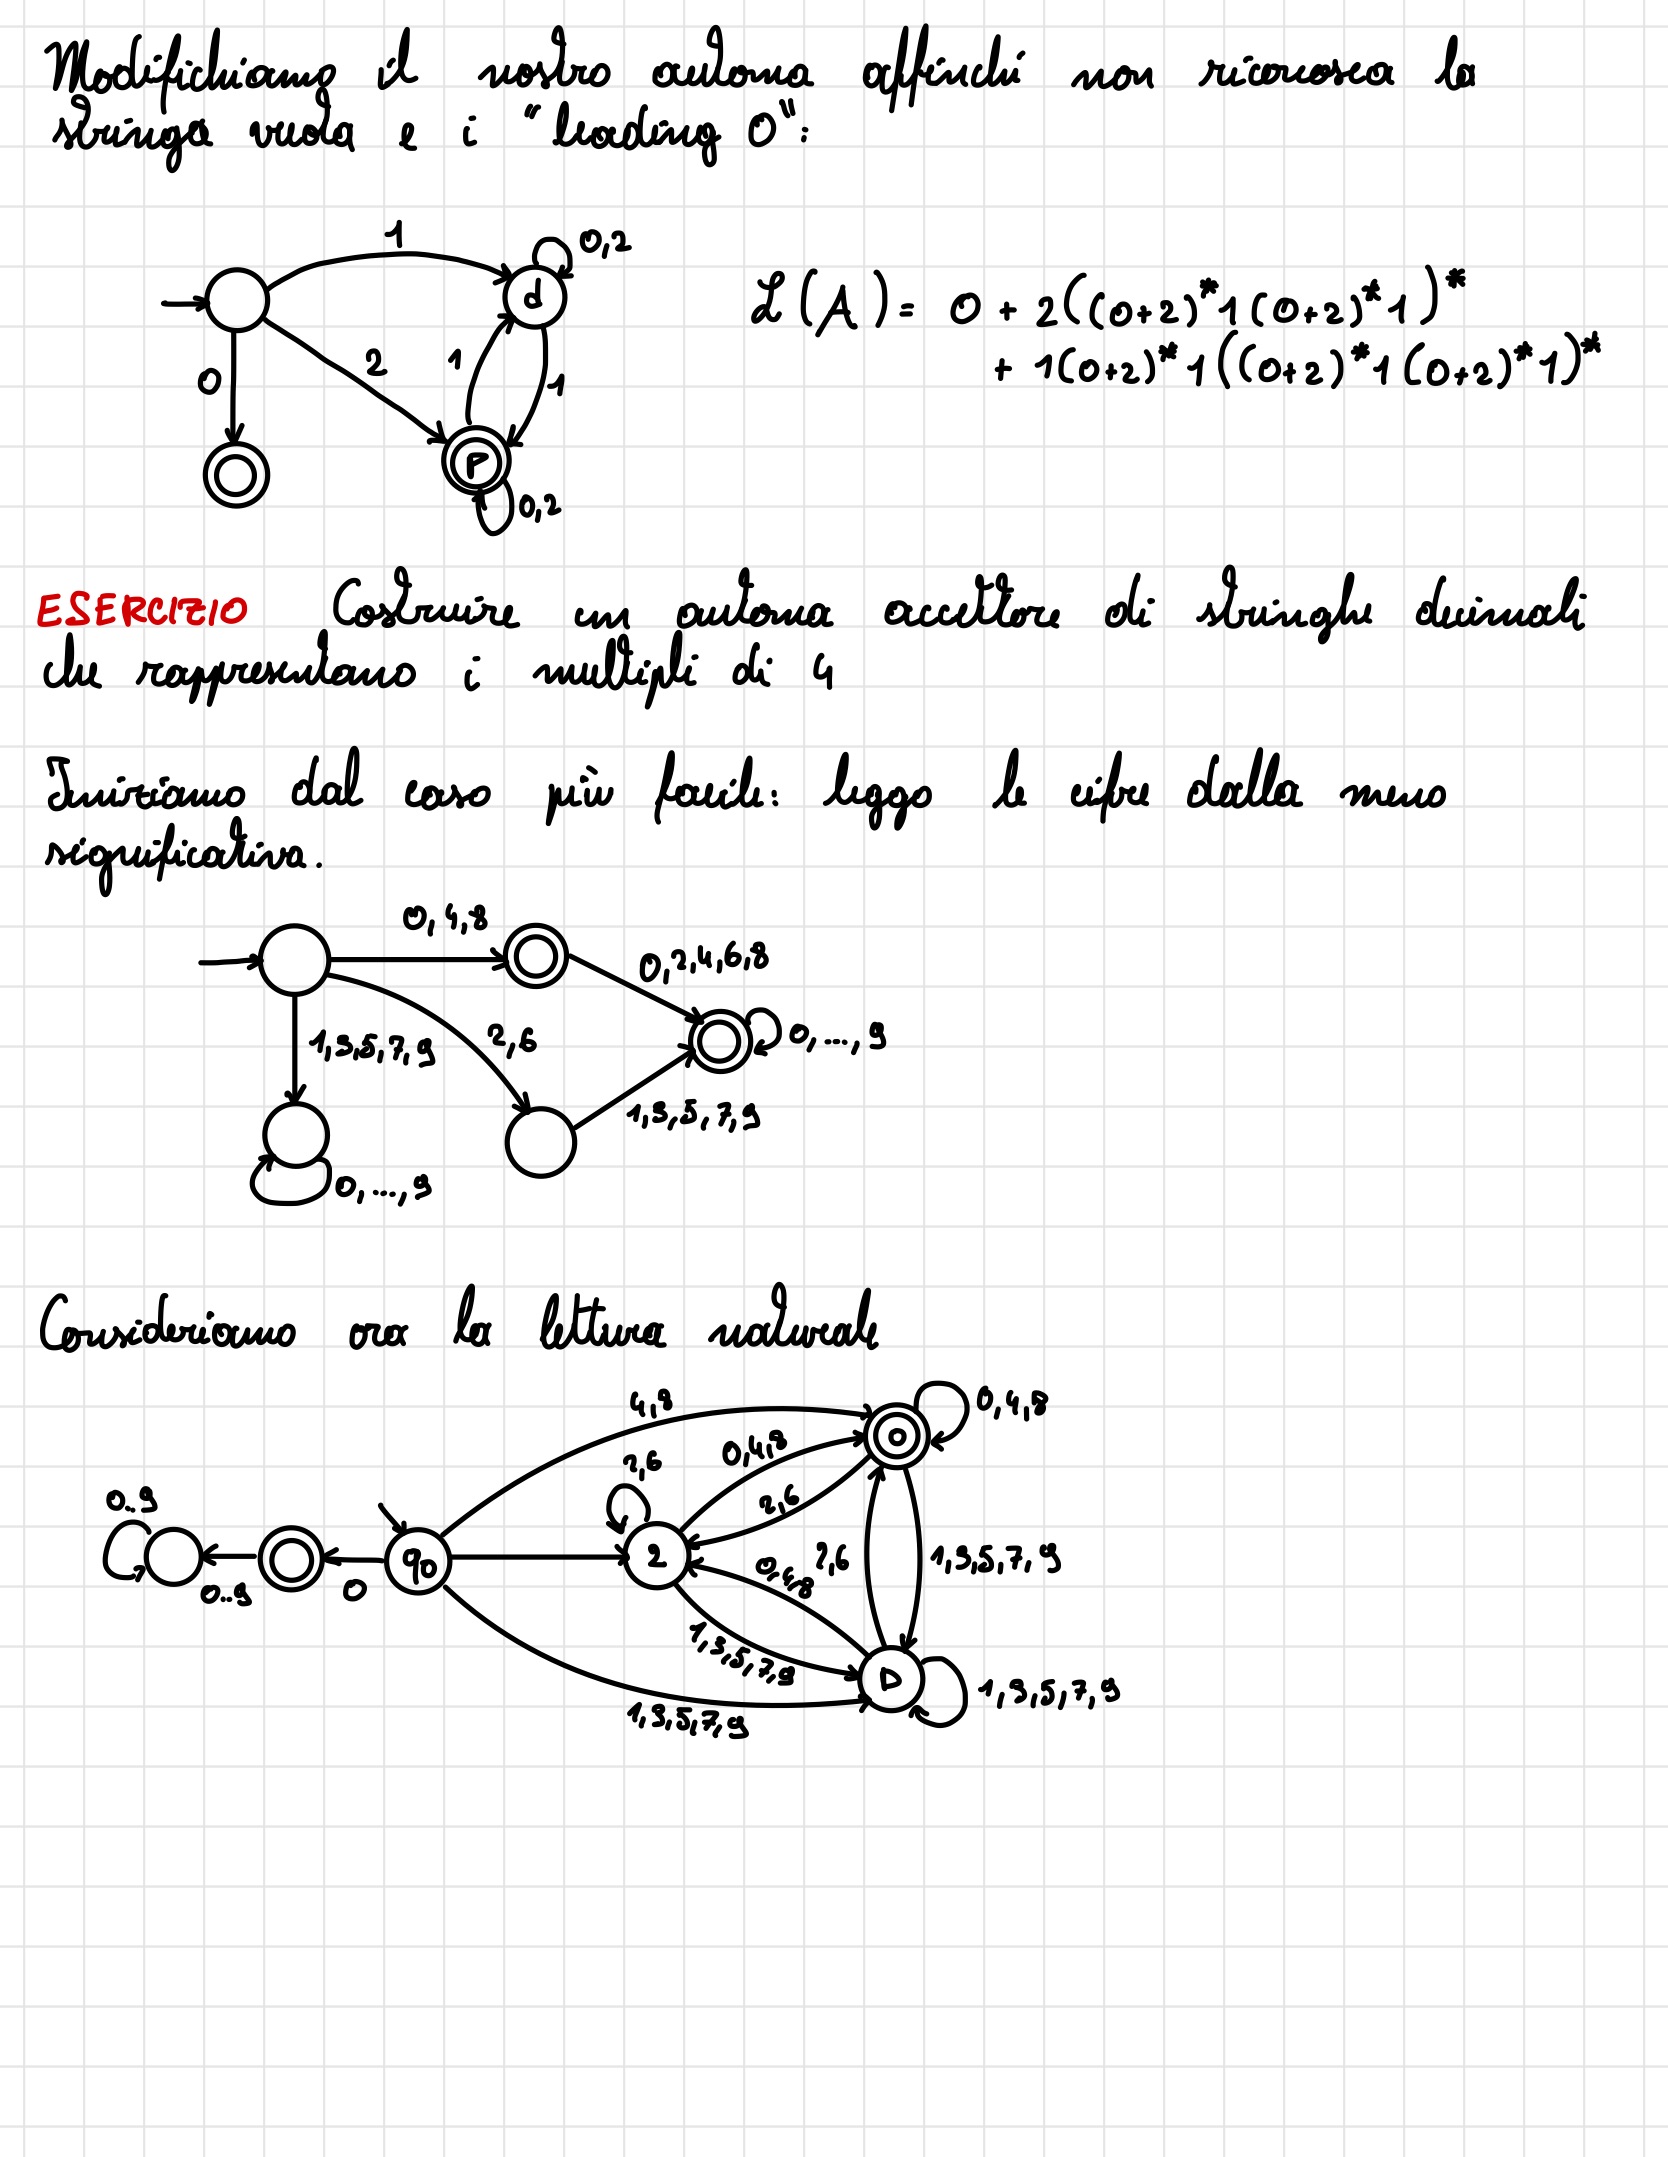 Modifichiamo il nostro automa affinché non riconosca la
stringa vuota e i "leading 0":
1
0,2
d
L(A) = 0 + 2((0+2)*1(0+2)*1)*
+ 1(0+2)*1((0+2)*1(0+2)*1)*
0
2
1
1
P
0,2
ESERCIZIO Costruire un automa accettore di stringhe decimali
che rappresentano i multipli di 4
Iniziamo dal caso più facile: leggo le cifre dalla meno
significativa.
0,4,8
0,2,4,6,8
1,3,5,7,9
2,6
0,...,9
1,3,5,7,9
0,...,9
Consideriamo ora la lettura naturale
4,8
0,4,8
0,4,8
0
2,6
2,6
0..9
q0
2
0,4,8
2,6
1,3,5,7,9
0..9
0
1,3,5,7,9
D
1,3,5,7,9
1,3,5,7,9